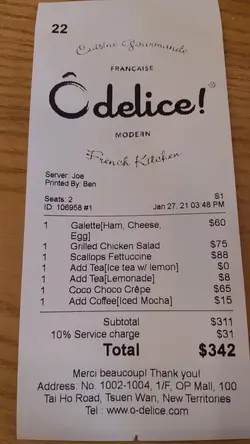 22
Cuisine Gourmande
FRANÇAISE
Ô delice!®
MODERN
French Kitchen
Server: Joe
Printed By: Ben
Seats: 2 S1
ID: 106958 #1 Jan 27, 21 03:48 PM
1 Galette[Ham, Cheese, $60
Egg]
1 Grilled Chicken Salad $75
1 Scallops Fettuccine $88
1 Add Tea[Ice tea w/ lemon] $0
1 Add Tea[Lemonade] $8
1 Coco Choco Crêpe $65
1 Add Coffee[Iced Mocha] $15
Subtotal $311
10% Service charge $31
Total $342
Merci beaucoup! Thank you!
Address: No. 1002-1004, 1/F, OP Mall, 100
Tai Ho Road, Tsuen Wan, New Territories
Tel : www.o-delice.com